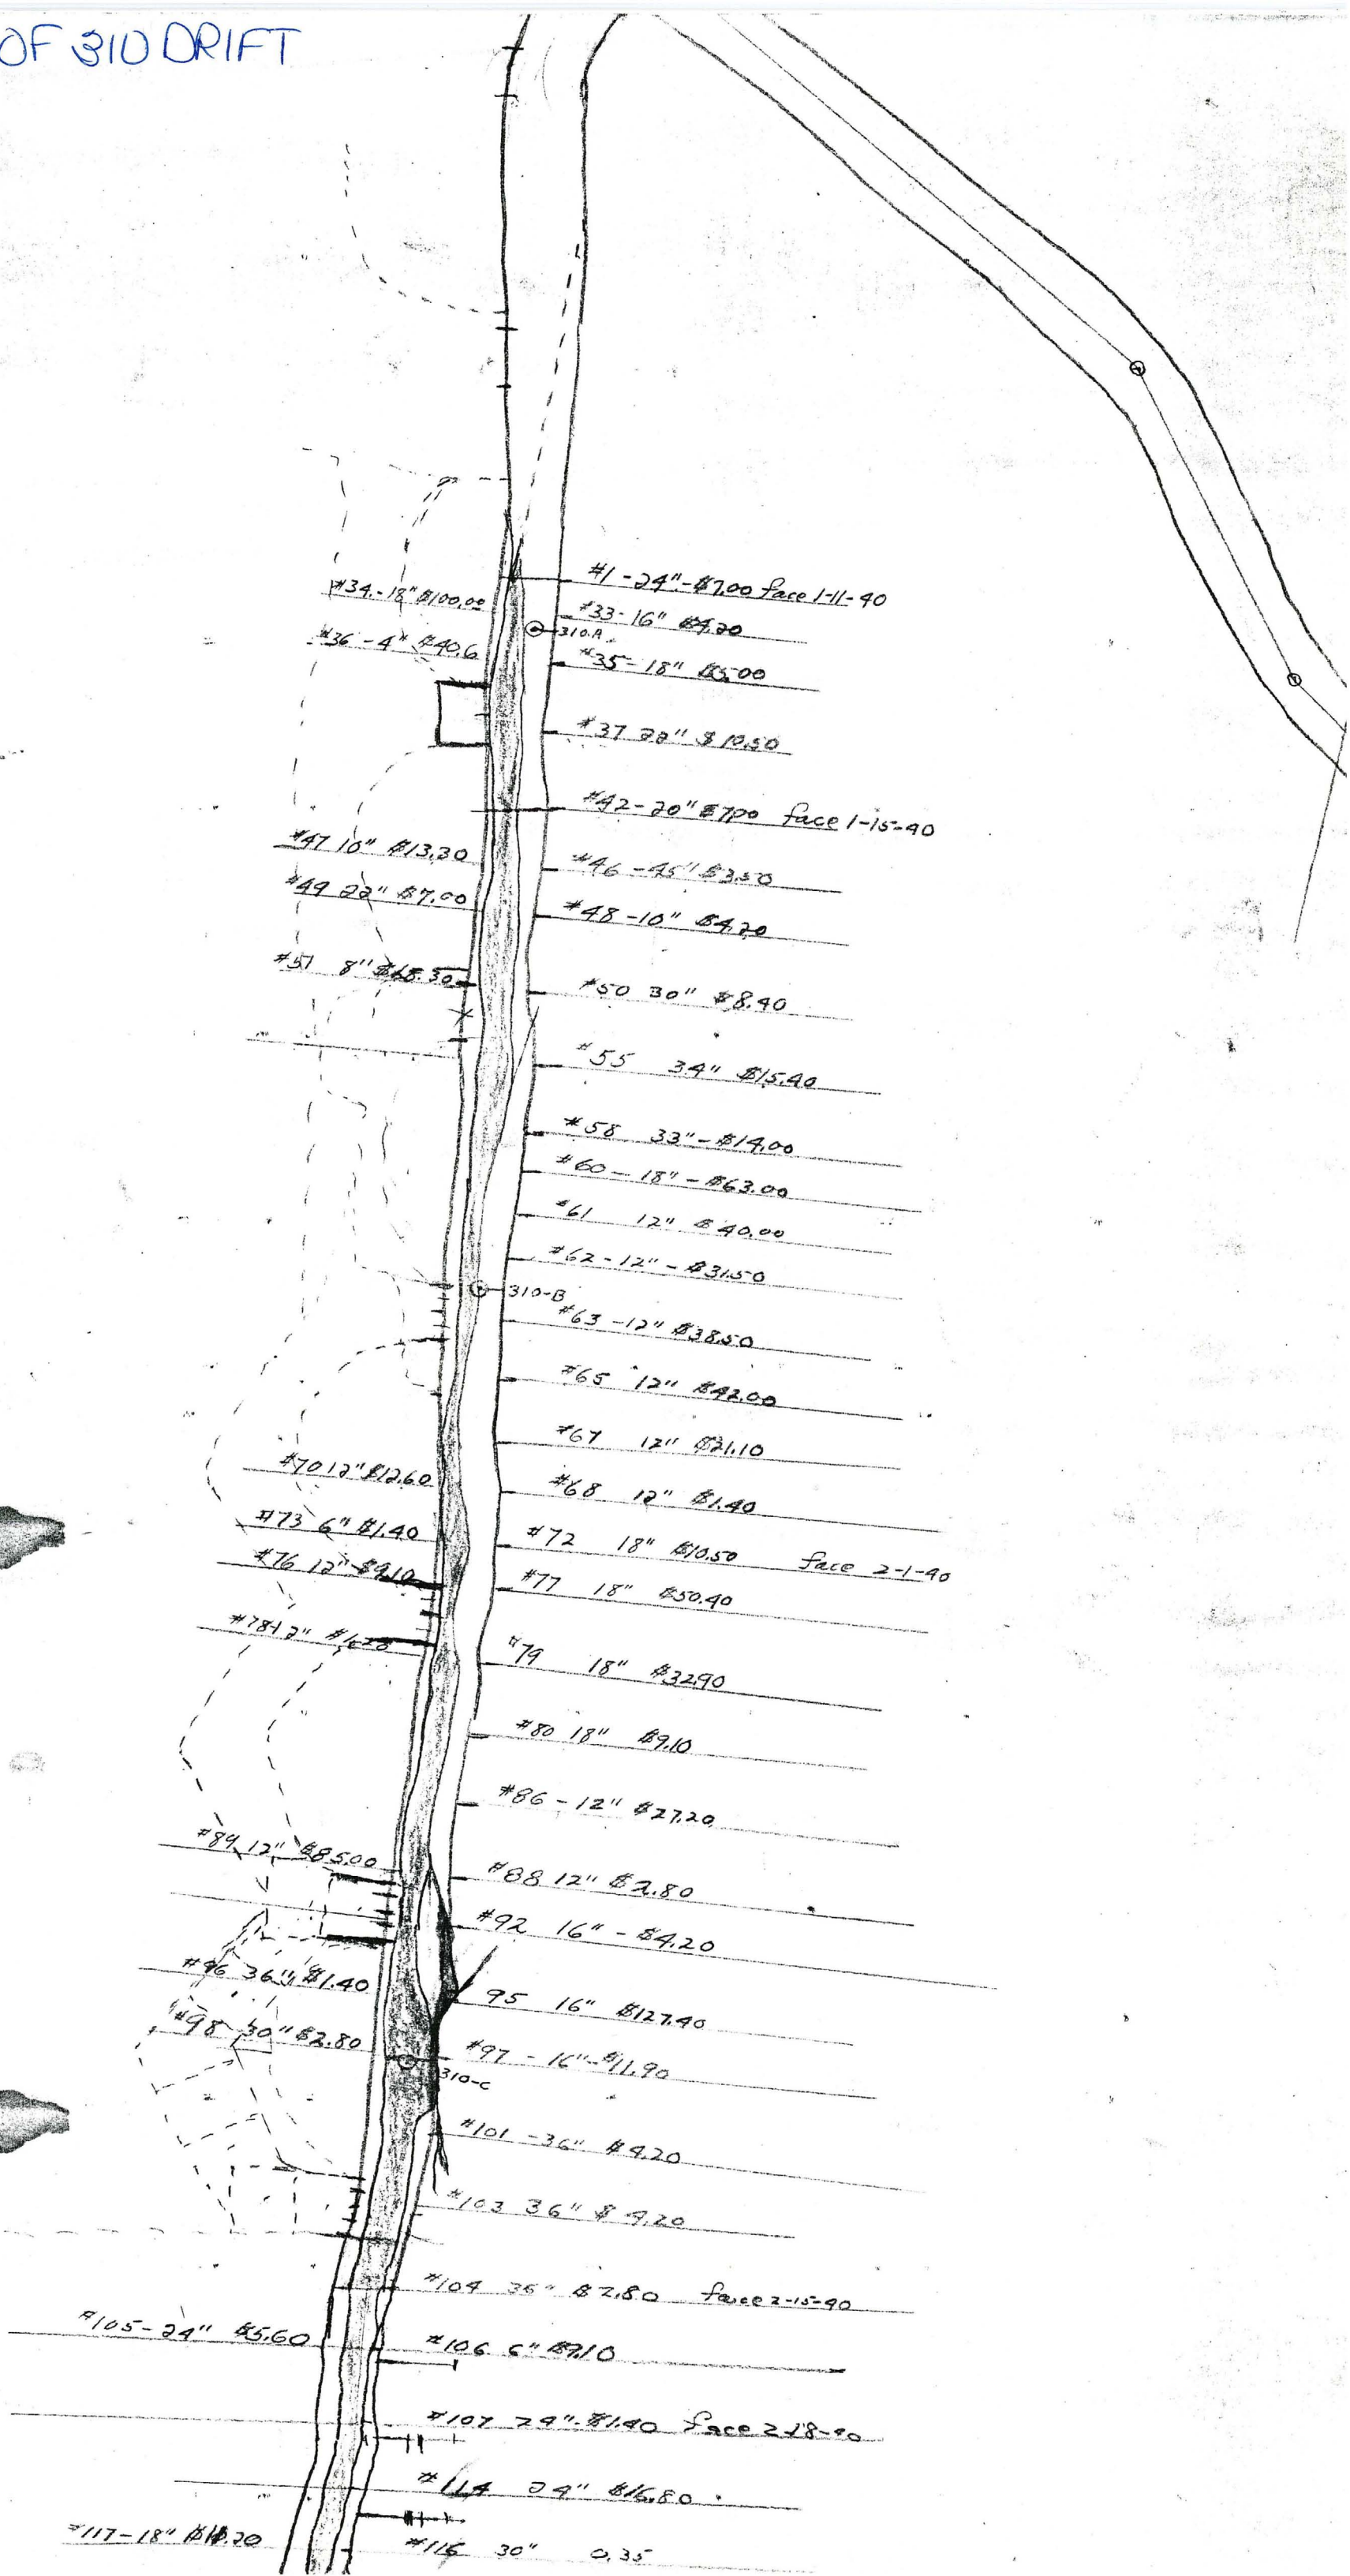 OF 310 DRIFT
#1 - 24" - $7.00 face 1-11-40
#34 - 18" $100.00
#33 - 16" $4.20
310.A
#36 - 4" $40.6
#35 - 18" $5.00
#37 22" $10.50
#42 - 20" $7.00 face 1-15-40
#47 10" $13.30
#46 - 45" $3.50
#49 22" $7.00
#48 - 10" $4.20
#51 8" $68.30
#50 30" $8.40
#55 34" $15.40
#58 33" - $14.00
#60 - 18" - $63.00
#61 12" $40.00
#62 - 12" - $31.50
310-B
#63 - 12" $38.50
#65 12" $42.00
#67 12" $21.10
#70 12" $12.60
#68 12" $1.40
#73 6" $1.40
#72 18" $10.50 face 2-1-40
#76 12" $9.10
#77 18" $50.40
#78 12"
#79 18" $32.90
#80 18" $9.10
#86 - 12" $27.20
#89 12" $85.00
#88 12" $2.80
#92 16" - $4.20
#96 36" $1.40
95 16" $127.40
#98 30" $2.80
#97 - 16" - $11.90
310-C
#101 - 36" $4.20
#103 36" $4.20
#104 36" $2.80 face 2-15-40
#105 - 24" $5.60
#106 6" $9.10
#107 24" - $1.40 face 2-18-40
#114 24" $16.80
#117 - 18"
#116 30" 0.35